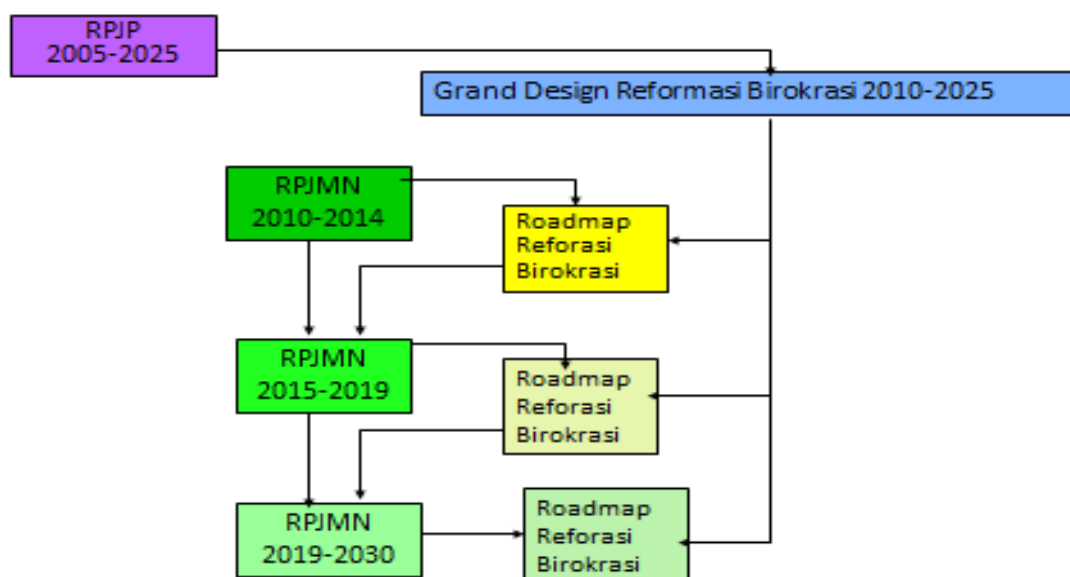 RPJP
2005-2025
Grand Design Reformasi Birokrasi 2010-2025
RPJMN
2010-2014
Roadmap
Reforasi
Birokrasi
RPJMN
2015-2019
Roadmap
Reforasi
Birokrasi
RPJMN
2019-2030
Roadmap
Reforasi
Birokrasi